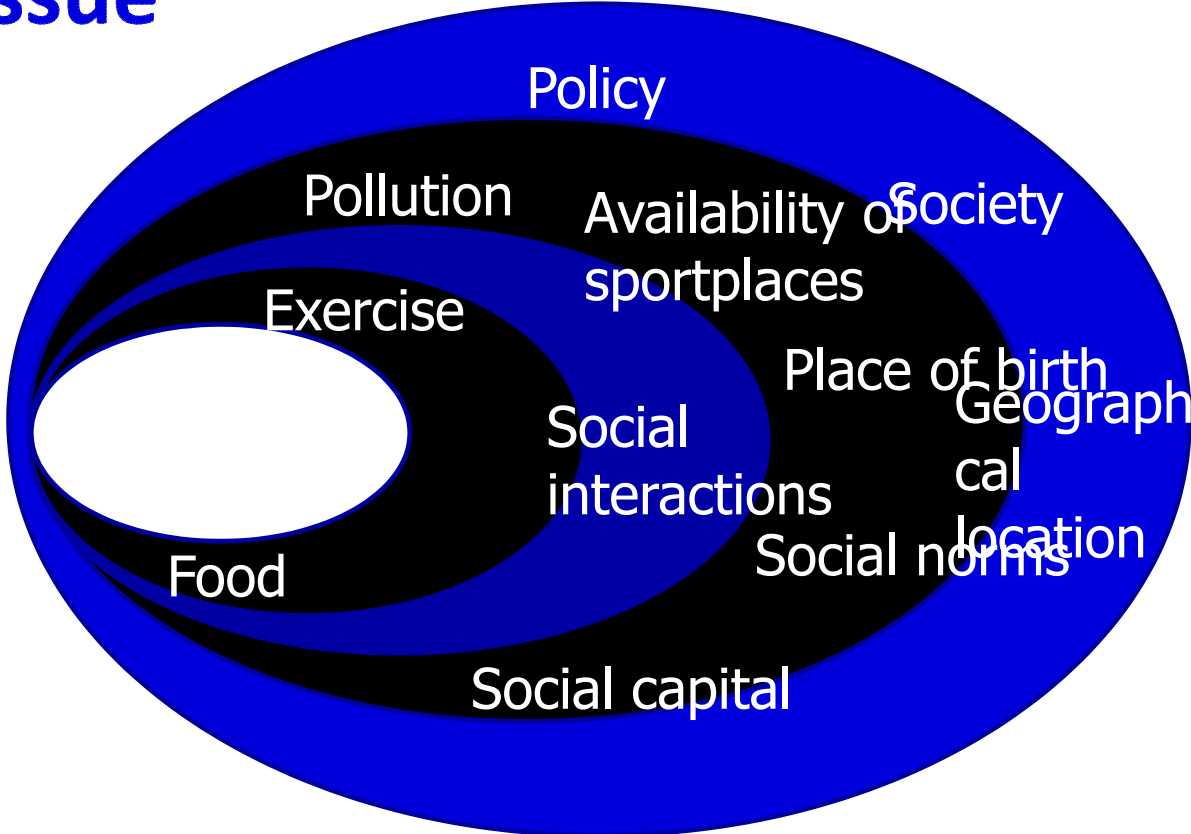 ssue
Policy
Pollution
Availability of
sportplaces
Society
Exercise
Place of birth
Geograph
cal
location
Social
interactions
Social norms
Food
Social capital